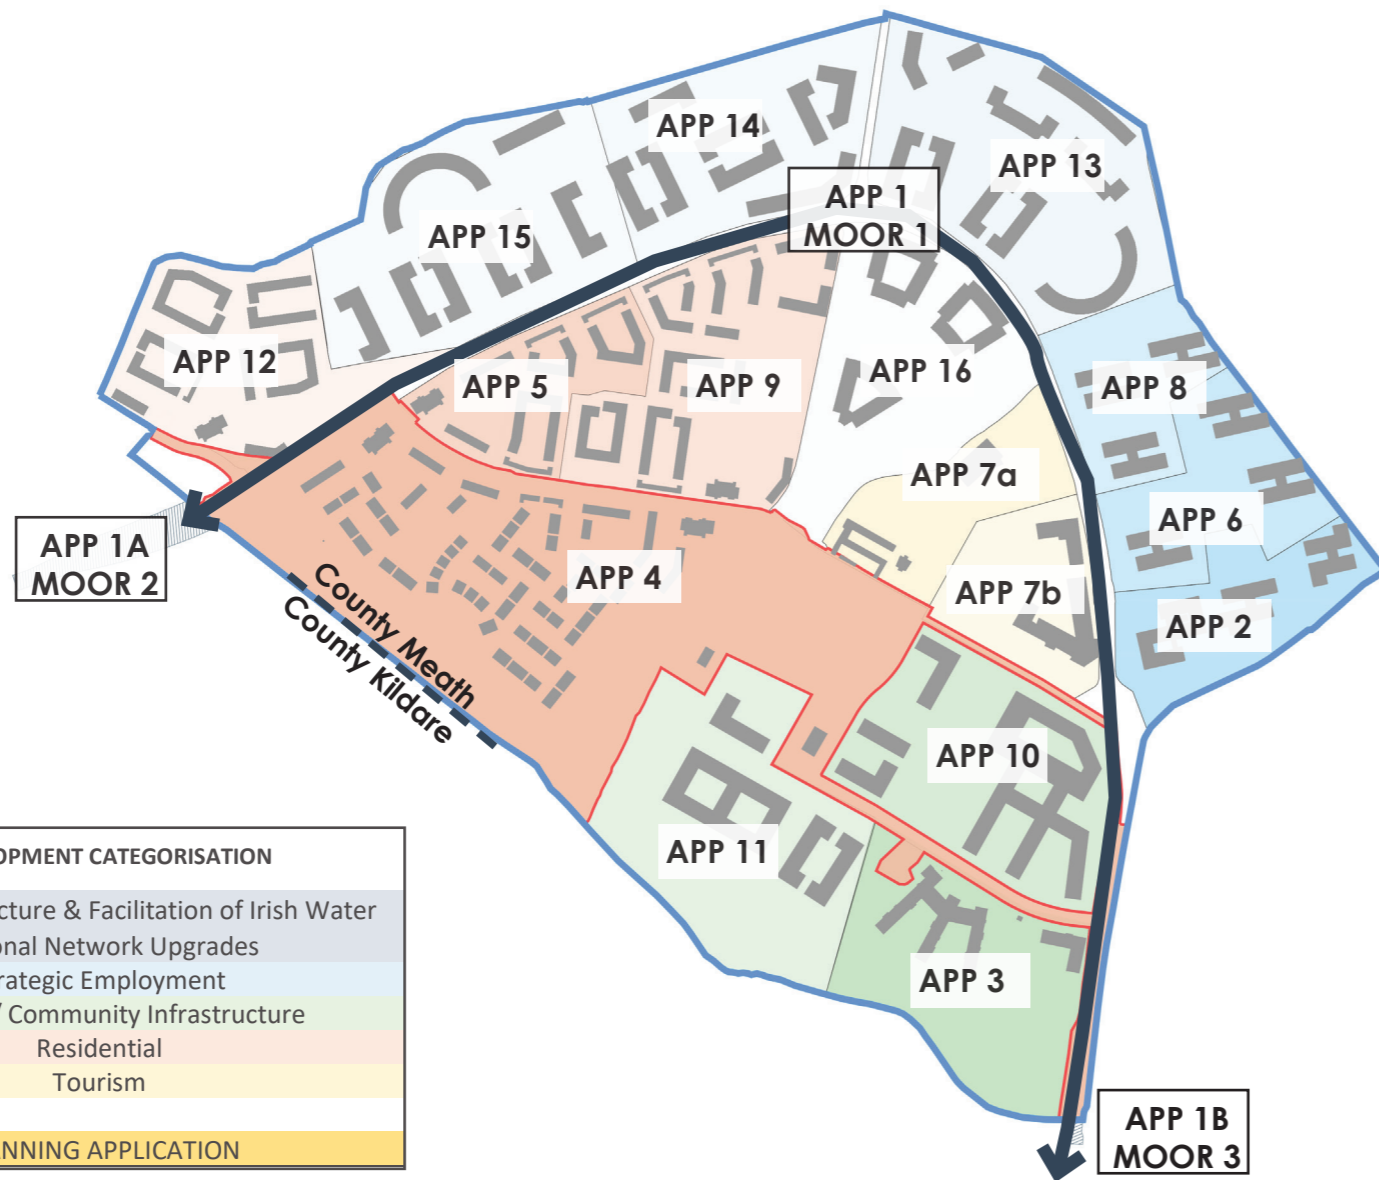 APP 14
APP 13
APP 1
MOOR 1
APP 15
APP 12
APP 5
APP 9
APP 16
APP 8
APP 7a
APP 6
APP 1A
MOOR 2
APP 4
APP 7b
APP 2
County Meath
County Kildare
APP 10
APP 11
APP 3
APP 1B
MOOR 3
OPMENT CATEGORISATION
cture & Facilitation of Irish Water
onal Network Upgrades
rategic Employment
/ Community Infrastructure
Residential
Tourism
ANNING APPLICATION